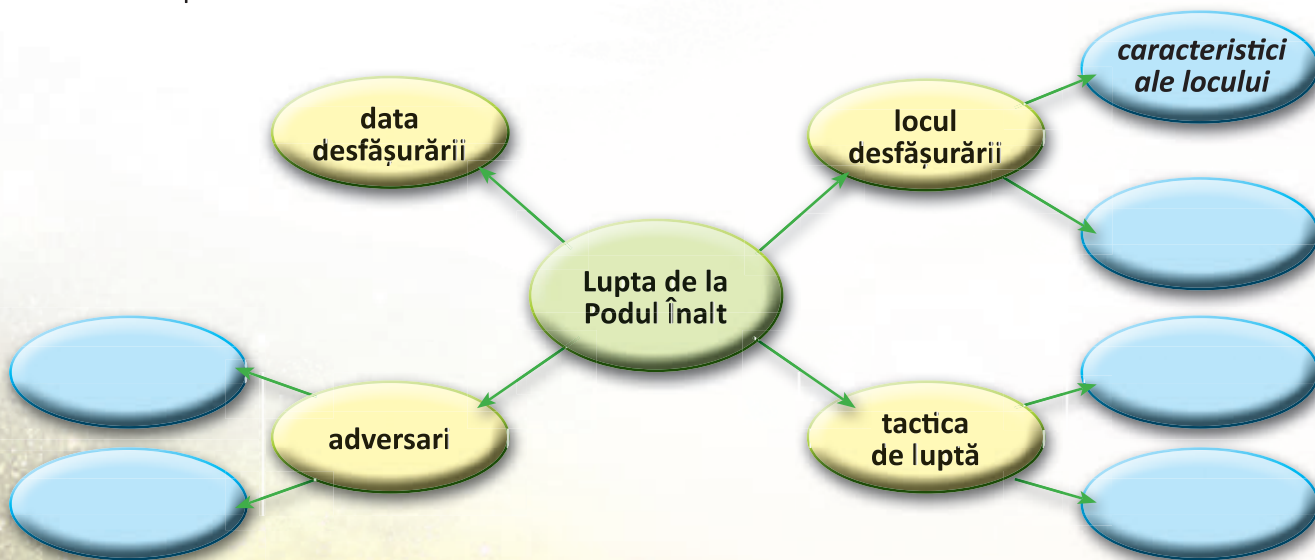 caracteristici
ale locului
data
desfășurării
locul
desfășurării
Lupta de la
Podul Înalt
adversari
tactica
de luptă